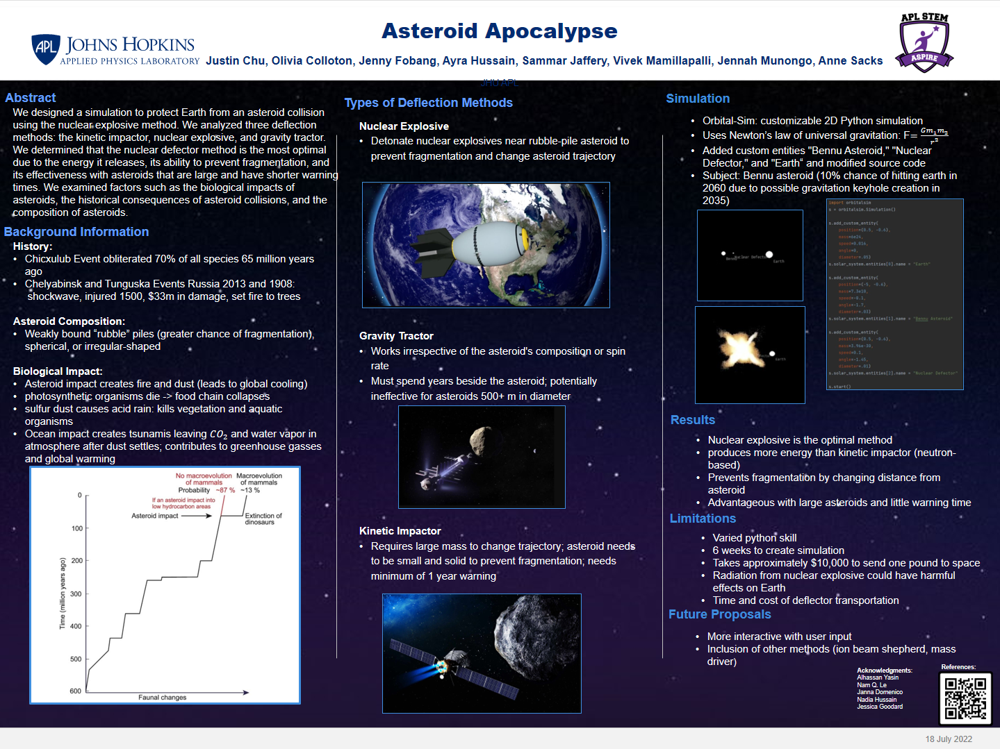 Asteroid Apocalypse
APL
JOHNS HOPKINS
APPLIED PHYSICS LABORATORY
Justin Chu, Olivia Colloton, Jenny Fobang, Ayra Hussain, Sammar Jaffery, Vivek Mamillapalli, Jennah Munongo, Anne Sacks
JHU APL
APL STEM
ASPIRE
Abstract
We designed a simulation to protect Earth from an asteroid collision
using the nuclear explosive method. We analyzed three deflection
methods: the kinetic impactor, nuclear explosive, and gravity tractor.
We determined that the nuclear defector method is the most optimal
due to the energy it releases, its ability to prevent fragmentation, and
its effectiveness with asteroids that are large and have shorter warning
times. We examined factors such as the biological impacts of
asteroids, the historical consequences of asteroid collisions, and the
composition of asteroids.
Background Information
History:
• Chicxulub Event obliterated 70% of all species 65 million years
ago
• Chelyabinsk and Tunguska Events Russia 2013 and 1908:
shockwave, injured 1500, $33m in damage, set fire to trees
Asteroid Composition:
• Weakly bound “rubble” piles (greater chance of fragmentation),
spherical, or irregular-shaped
Biological Impact:
• Asteroid impact creates fire and dust (leads to global cooling)
• photosynthetic organisms die -> food chain collapses
• sulfur dust causes acid rain: kills vegetation and aquatic
organisms
• Ocean impact creates tsunamis leaving CO₂ and water vapor in
atmosphere after dust settles; contributes to greenhouse gasses
and global warming
No macroevolution of mammals
Macroevolution of mammals
Probability ~87 % ~13 %
If an asteroid impact into
low hydrocarbon areas
Asteroid impact
Extinction of
dinosaurs
0
100
200
300
400
500
600
Time (million years ago)
Faunal changes
Types of Deflection Methods
Nuclear Explosive
• Detonate nuclear explosives near rubble-pile asteroid to
prevent fragmentation and change asteroid trajectory
Gravity Tractor
• Works irrespective of the asteroid's composition or spin
rate
• Must spend years beside the asteroid; potentially
ineffective for asteroids 500+ m in diameter
Kinetic Impactor
• Requires large mass to change trajectory; asteroid needs
to be small and solid to prevent fragmentation; needs
minimum of 1 year warning
Simulation
• Orbital-Sim: customizable 2D Python simulation
• Uses Newton’s law of universal gravitation: F= Gm₁m₂/r²
• Added custom entities "Bennu Asteroid," "Nuclear
Defector," and "Earth“ and modified source code
• Subject: Bennu asteroid (10% chance of hitting earth in
2060 due to possible gravitation keyhole creation in
2035)
Nuclear Defector
Earth
Earth
import orbitalsim
s = orbitalsim.Simulation()
s.add_custom_entity(
position=(0.5, -0.6),
mass=6e24,
speed=0.016,
angle=0,
diameter=.05)
s.solar_system.entities[0].name = "Earth"
s.add_custom_entity(
position=(-5, -0.6),
mass=7.3e10,
speed=-0.1,
angle=-1.7,
diameter=.03)
s.solar_system.entities[1].name = "Bennu Asteroid"
s.add_custom_entity(
position=(0.5, -0.6),
mass=3.96e-30,
speed=0.1,
angle=-1.45,
diameter=.01)
s.solar_system.entities[2].name = "Nuclear Defector"
s.start()
Results
• Nuclear explosive is the optimal method
• produces more energy than kinetic impactor (neutron-
based)
• Prevents fragmentation by changing distance from
asteroid
• Advantageous with large asteroids and little warning time
Limitations
• Varied python skill
• 6 weeks to create simulation
• Takes approximately $10,000 to send one pound to space
• Radiation from nuclear explosive could have harmful
effects on Earth
• Time and cost of deflector transportation
Future Proposals
• More interactive with user input
• Inclusion of other methods (ion beam shepherd, mass
driver)
Acknowledgments:
Alhassan Yasin
Nam Q. Le
Janna Domenico
Nadia Hussain
Jessica Goodard
References:
18 July 2022